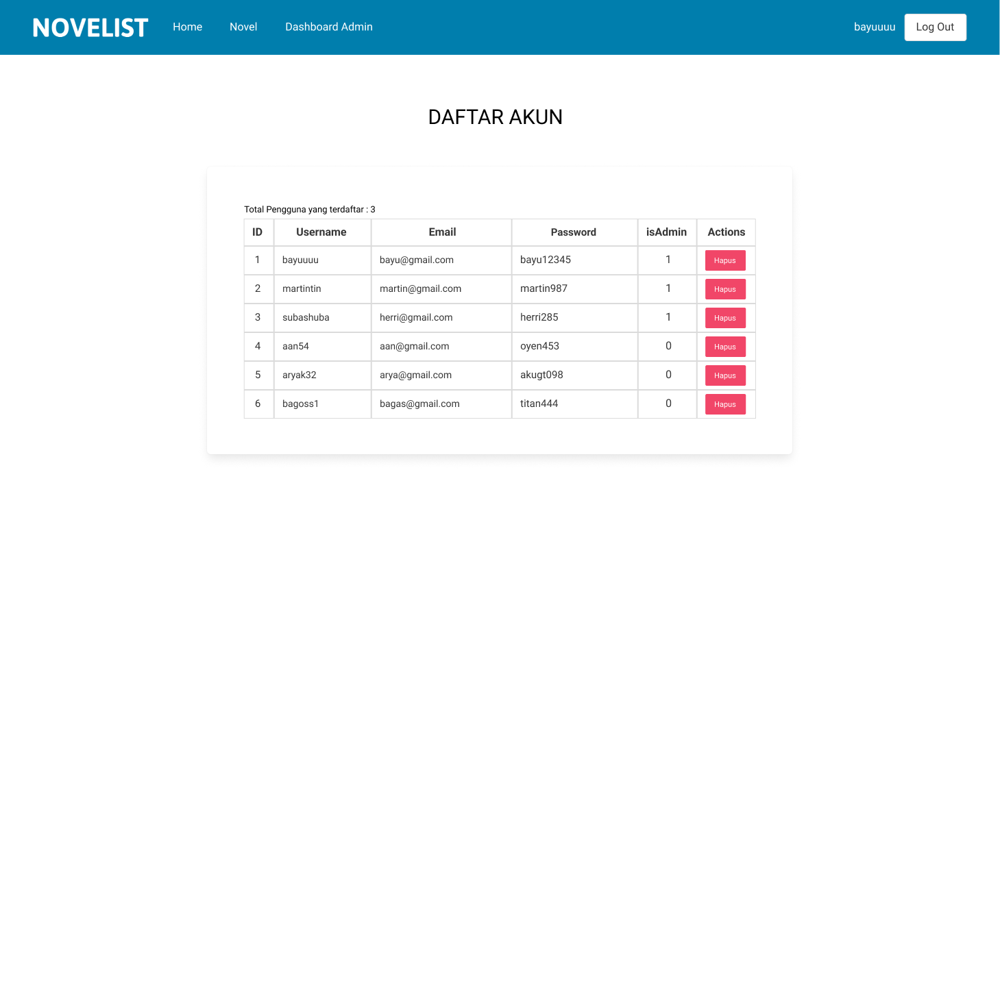 NOVELIST Home Novel Dashboard Admin bayuuuu Log Out
DAFTAR AKUN
Total Pengguna yang terdaftar : 3
ID Username Email Password isAdmin Actions
1 bayuuuu bayu@gmail.com bayu12345 1 Hapus
2 martintin martin@gmail.com martin987 1 Hapus
3 subashuba herri@gmail.com herri285 1 Hapus
4 aan54 aan@gmail.com oyen453 0 Hapus
5 aryak32 arya@gmail.com akugt098 0 Hapus
6 bagoss1 bagas@gmail.com titan444 0 Hapus